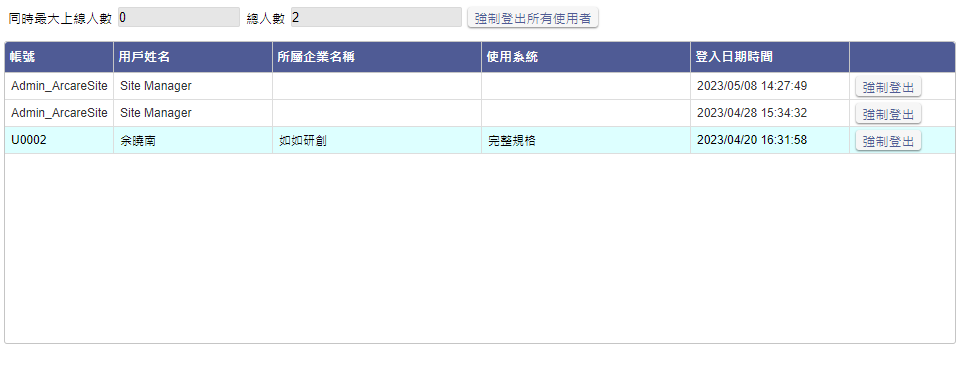 同時最大上線人數 0 總人數 2 強制登出所有使用者
帳號 用戶姓名 所屬企業名稱 使用系統 登入日期時間
Admin_ArcareSite Site Manager 2023/05/08 14:27:49 強制登出
Admin_ArcareSite Site Manager 2023/04/28 15:34:32 強制登出
U0002 余曉南 如如研創 完整規格 2023/04/20 16:31:58 強制登出